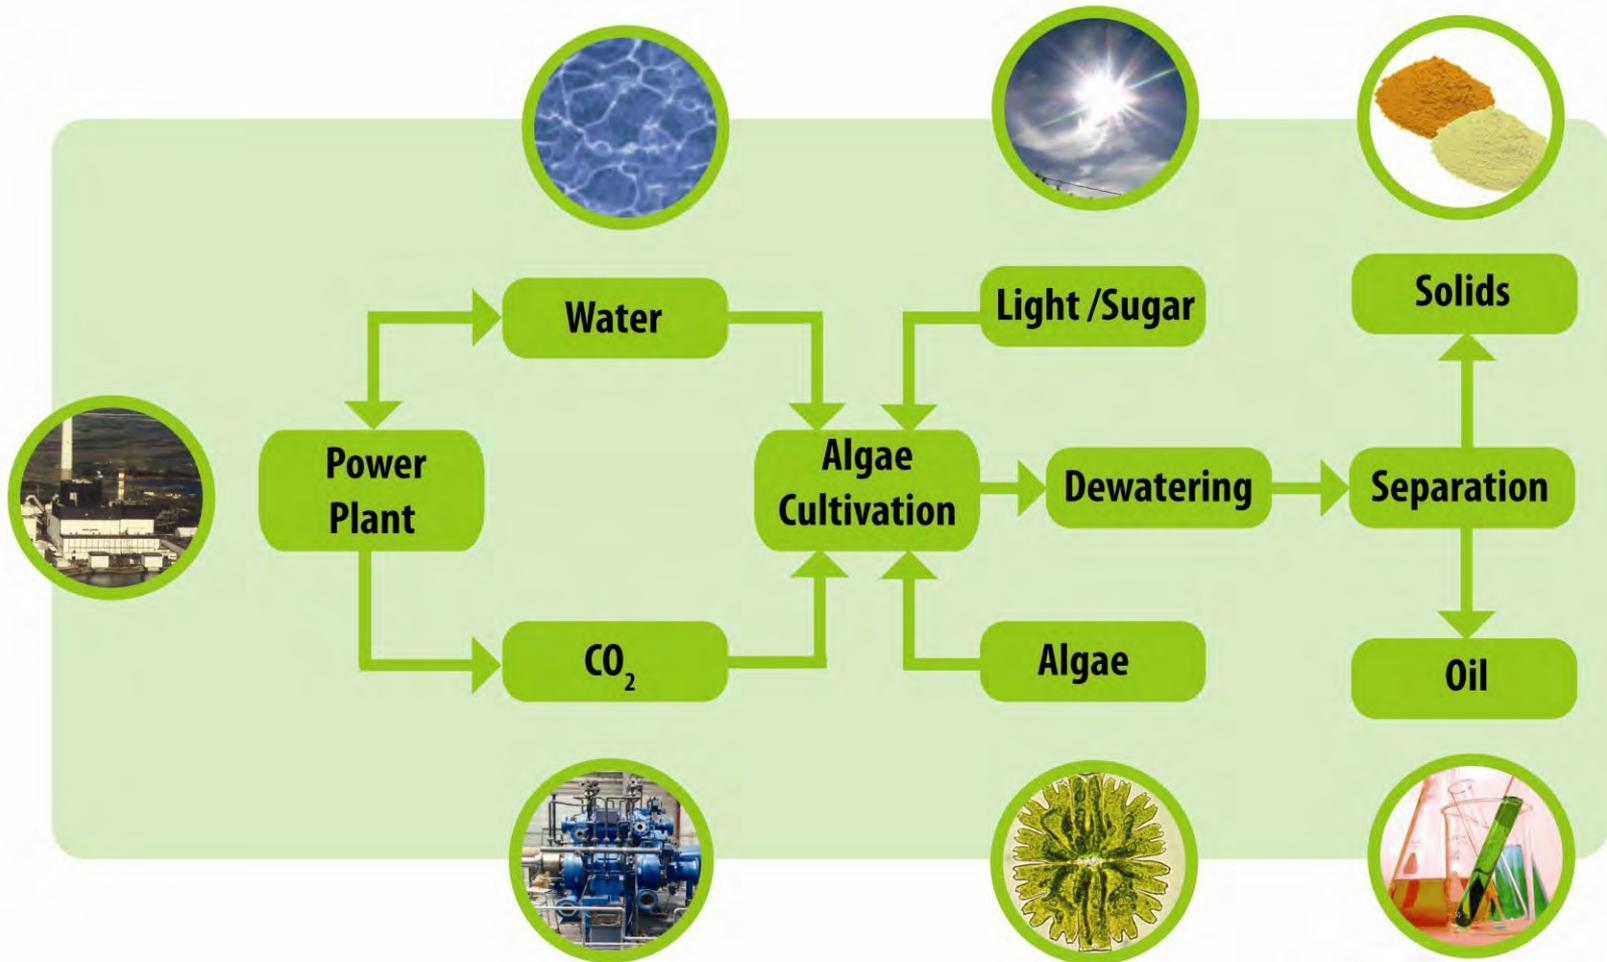 Water
Light /Sugar
Solids
Power
Plant
Algae
Cultivation
Dewatering
Separation
CO₂
Algae
Oil